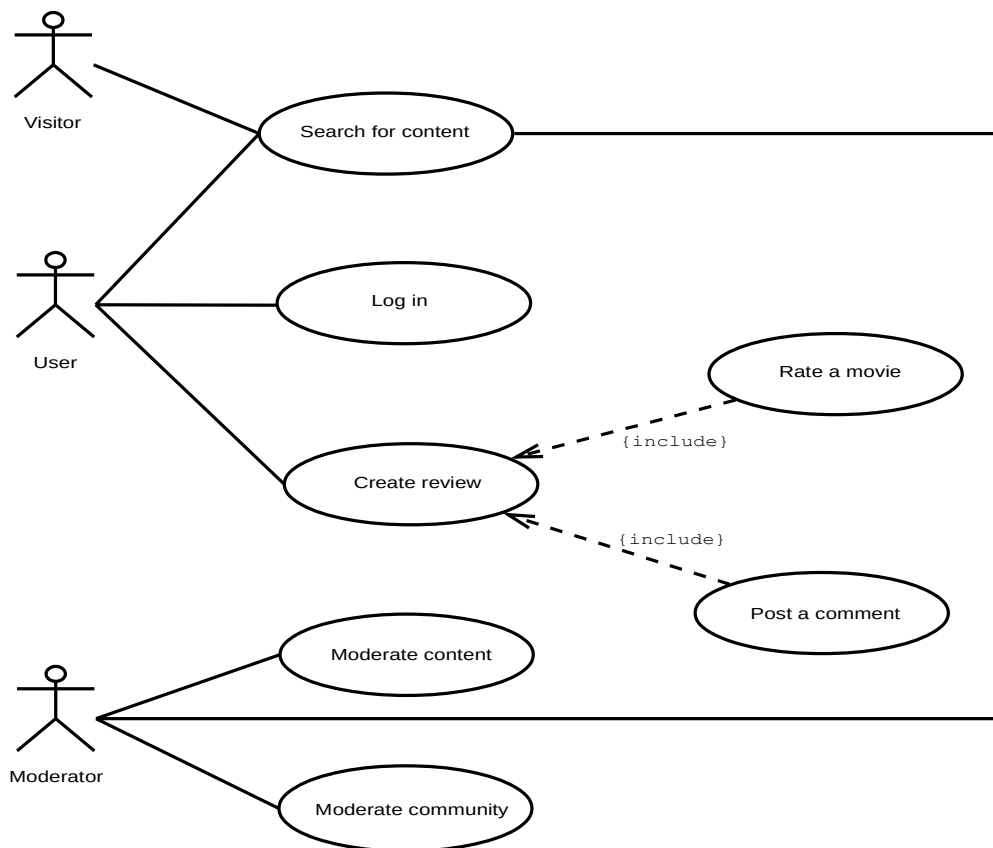 Visitor
Search for content
User
Log in
Rate a movie
{include}
Create review
{include}
Post a comment
Moderate content
Moderator
Moderate community